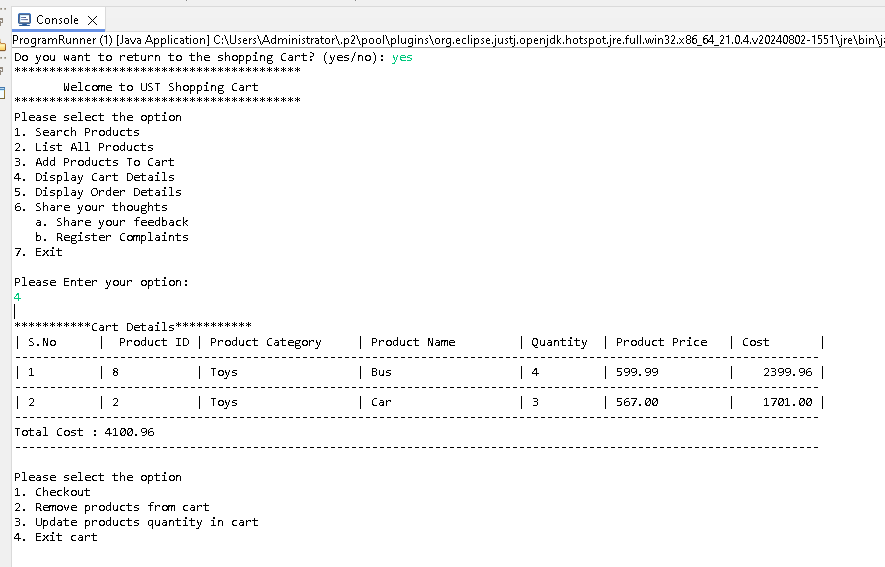 Console
ProgramRunner (1) [Java Application] C:\Users\Administrator\.p2\pool\plugins\org.eclipse.justj.openjdk.hotspot.jre.full.win32.x86_64_21.0.4.v20240802-1551\jre\bin\ja
Do you want to return to the shopping Cart? (yes/no): yes
*****************************************
       Welcome to UST Shopping Cart
*****************************************
Please select the option
1. Search Products
2. List All Products
3. Add Products To Cart
4. Display Cart Details
5. Display Order Details
6. Share your thoughts
   a. Share your feedback
   b. Register Complaints
7. Exit
Please Enter your option:
4
***********Cart Details***********
| S.No      |  Product ID | Product Category     | Product Name         | Quantity  | Product Price   | Cost       |
-------------------------------------------------------------------------------------------------------------------
| 1         | 8           | Toys                 | Bus                  | 4         | 599.99          |    2399.96 |
-------------------------------------------------------------------------------------------------------------------
| 2         | 2           | Toys                 | Car                  | 3         | 567.00          |    1701.00 |
-------------------------------------------------------------------------------------------------------------------
Total Cost : 4100.96
-------------------------------------------------------------------------------------------------------------------
Please select the option
1. Checkout
2. Remove products from cart
3. Update products quantity in cart
4. Exit cart